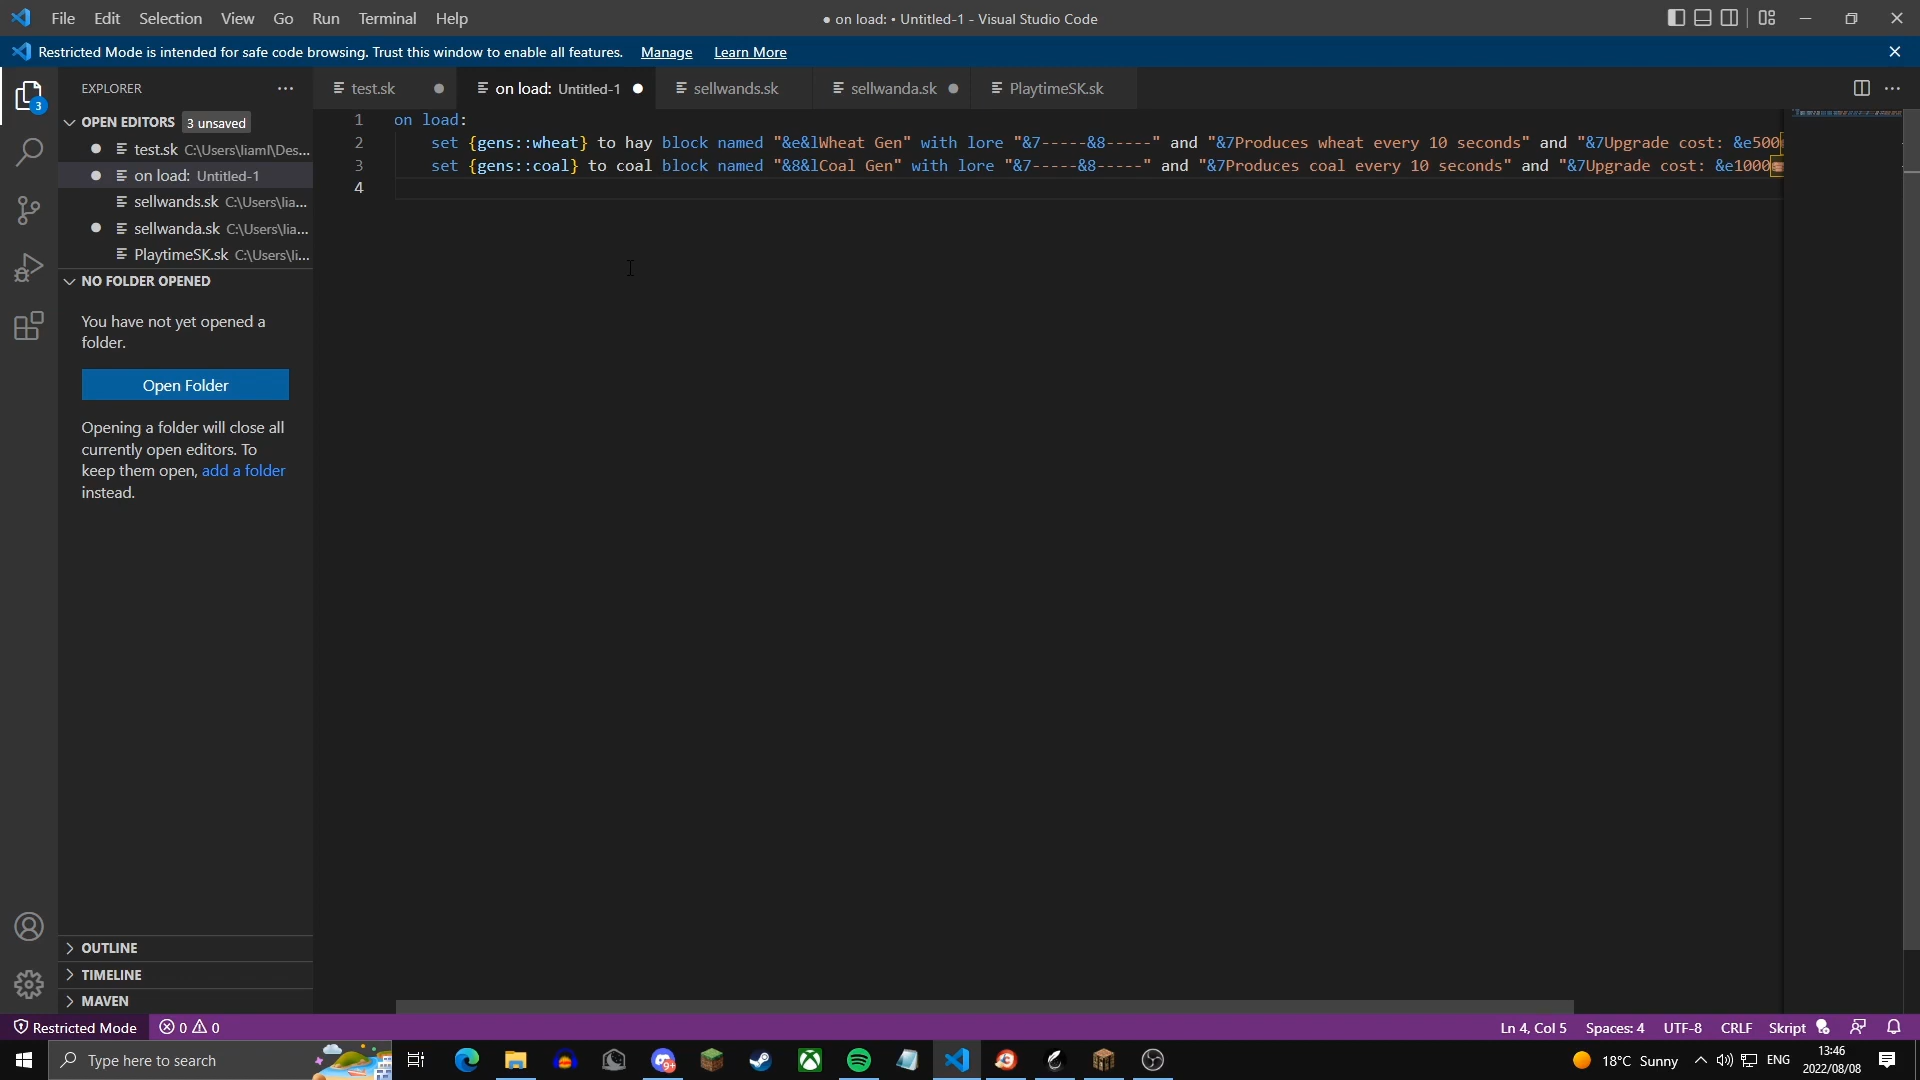 File Edit Selection View Go Run Terminal Help
● on load: • Untitled-1 - Visual Studio Code
Restricted Mode is intended for safe code browsing. Trust this window to enable all features. Manage Learn More
EXPLORER
test.sk
on load: Untitled-1
sellwands.sk
sellwanda.sk
PlaytimeSK.sk
OPEN EDITORS 3 unsaved
3
test.sk C:\Users\liaml\Des...
on load: Untitled-1
sellwands.sk C:\Users\lia...
sellwanda.sk C:\Users\lia...
PlaytimeSK.sk C:\Users\li...
NO FOLDER OPENED
You have not yet opened a
folder.
Open Folder
Opening a folder will close all
currently open editors. To
keep them open, add a folder
instead.
OUTLINE
TIMELINE
MAVEN
1 on load:
2 set {gens::wheat} to hay block named "&e&lWheat Gen" with lore "&7-----&8-----" and "&7Produces wheat every 10 seconds" and "&7Upgrade cost: &e500
3 set {gens::coal} to coal block named "&8&lCoal Gen" with lore "&7-----&8-----" and "&7Produces coal every 10 seconds" and "&7Upgrade cost: &e1000
4
Restricted Mode 0 0
Ln 4, Col 5 Spaces: 4 UTF-8 CRLF Skript
Type here to search
9+
18°C Sunny
ENG
13:46
2022/08/08